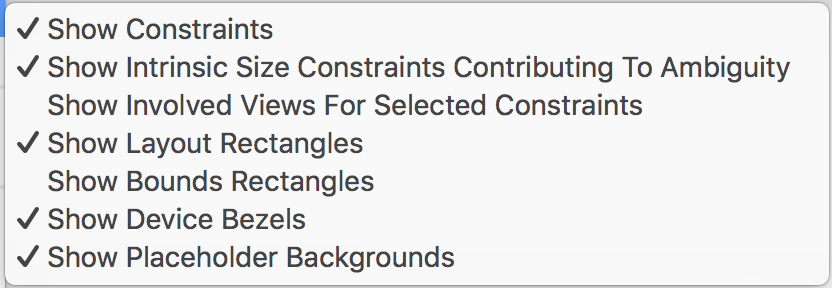 ✓ Show Constraints
✓ Show Intrinsic Size Constraints Contributing To Ambiguity
Show Involved Views For Selected Constraints
✓ Show Layout Rectangles
Show Bounds Rectangles
✓ Show Device Bezels
✓ Show Placeholder Backgrounds